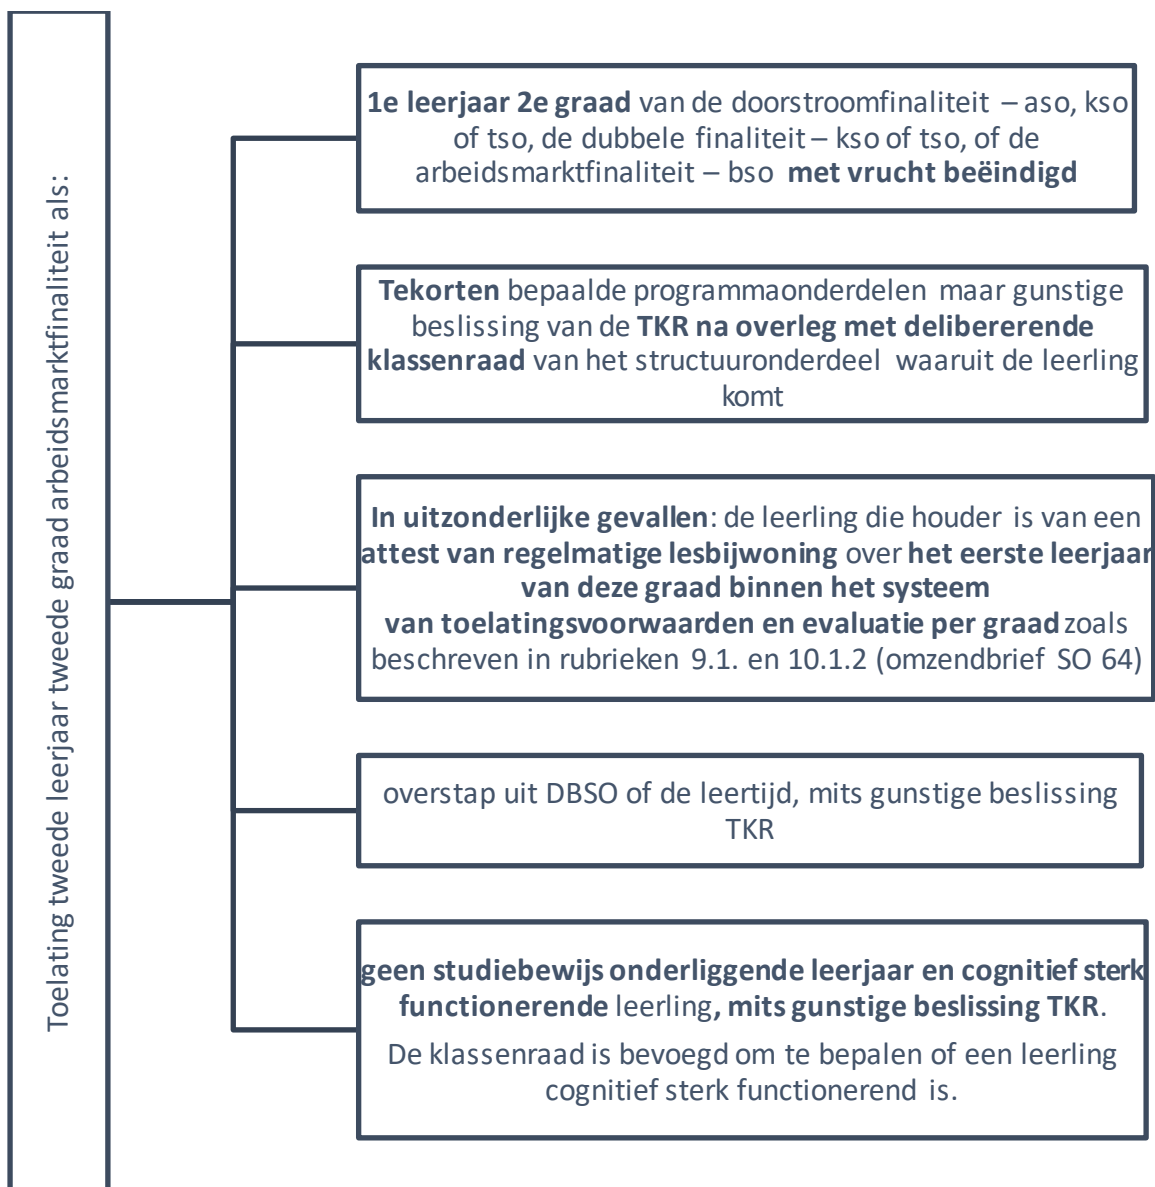 Toelating tweede leerjaar tweede graad arbeidsmarktfinaliteit als:
1e leerjaar 2e graad van de doorstroomfinaliteit – aso, kso
of tso, de dubbele finaliteit – kso of tso, of de
arbeidsmarktfinaliteit – bso met vrucht beëindigd
Tekorten bepaalde programmaonderdelen maar gunstige
beslissing van de TKR na overleg met delibererende
klassenraad van het structuuronderdeel waaruit de leerling
komt
In uitzonderlijke gevallen: de leerling die houder is van een
attest van regelmatige lesbijwoning over het eerste leerjaar
van deze graad binnen het systeem
van toelatingsvoorwaarden en evaluatie per graad zoals
beschreven in rubrieken 9.1. en 10.1.2 (omzendbrief SO 64)
overstap uit DBSO of de leertijd, mits gunstige beslissing
TKR
geen studiebewijs onderliggende leerjaar en cognitief sterk
functionerende leerling, mits gunstige beslissing TKR.
De klassenraad is bevoegd om te bepalen of een leerling
cognitief sterk functionerend is.